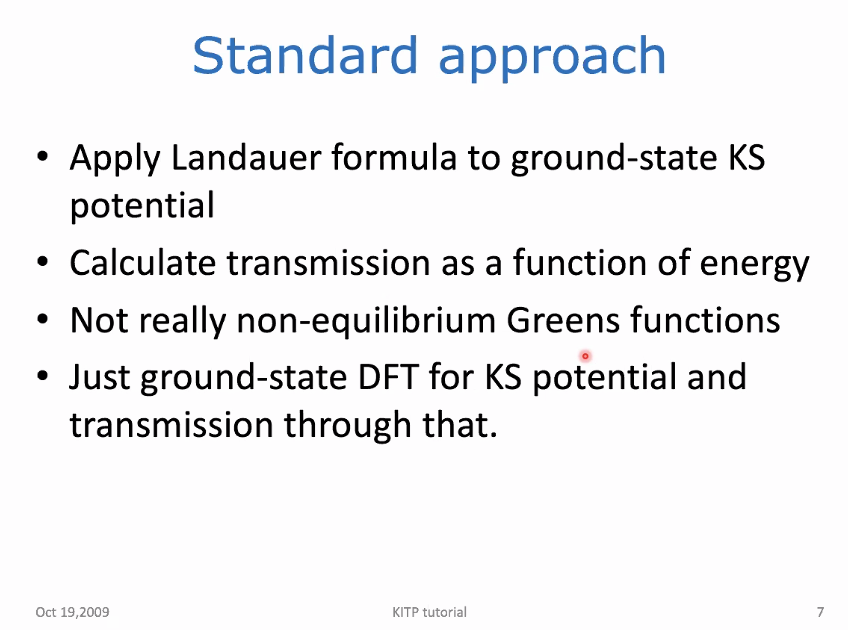 Standard approach
• Apply Landauer formula to ground-state KS
potential
• Calculate transmission as a function of energy
• Not really non-equilibrium Greens functions
• Just ground-state DFT for KS potential and
transmission through that.
Oct 19,2009 KITP tutorial 7